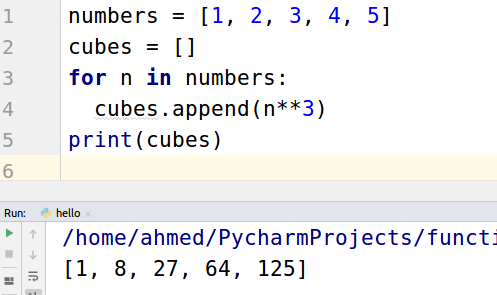 1 numbers = [1, 2, 3, 4, 5]
2 cubes = []
3 for n in numbers:
4   cubes.append(n**3)
5 print(cubes)
6
Run: hello ×
/home/ahmed/PycharmProjects/functi
[1, 8, 27, 64, 125]